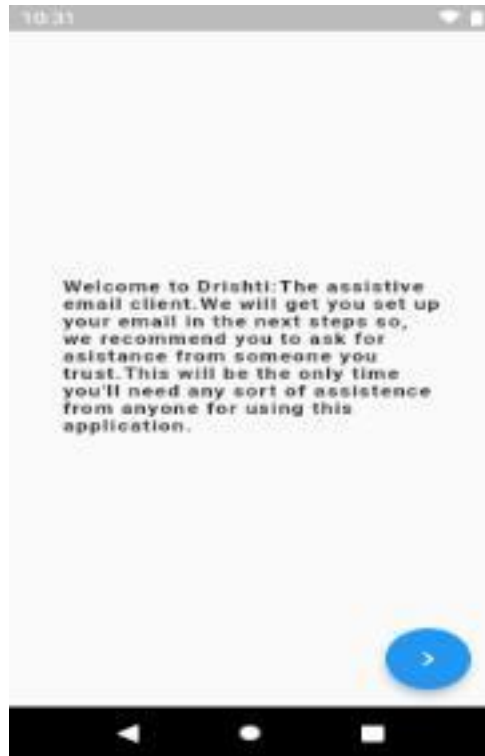 10:31
Welcome to Drishti:The assistive
email client.We will get you set up
your email in the next steps so,
we recommend you to ask for
asistance from someone you
trust.This will be the only time
you'll need any sort of assistence
from anyone for using this
application.